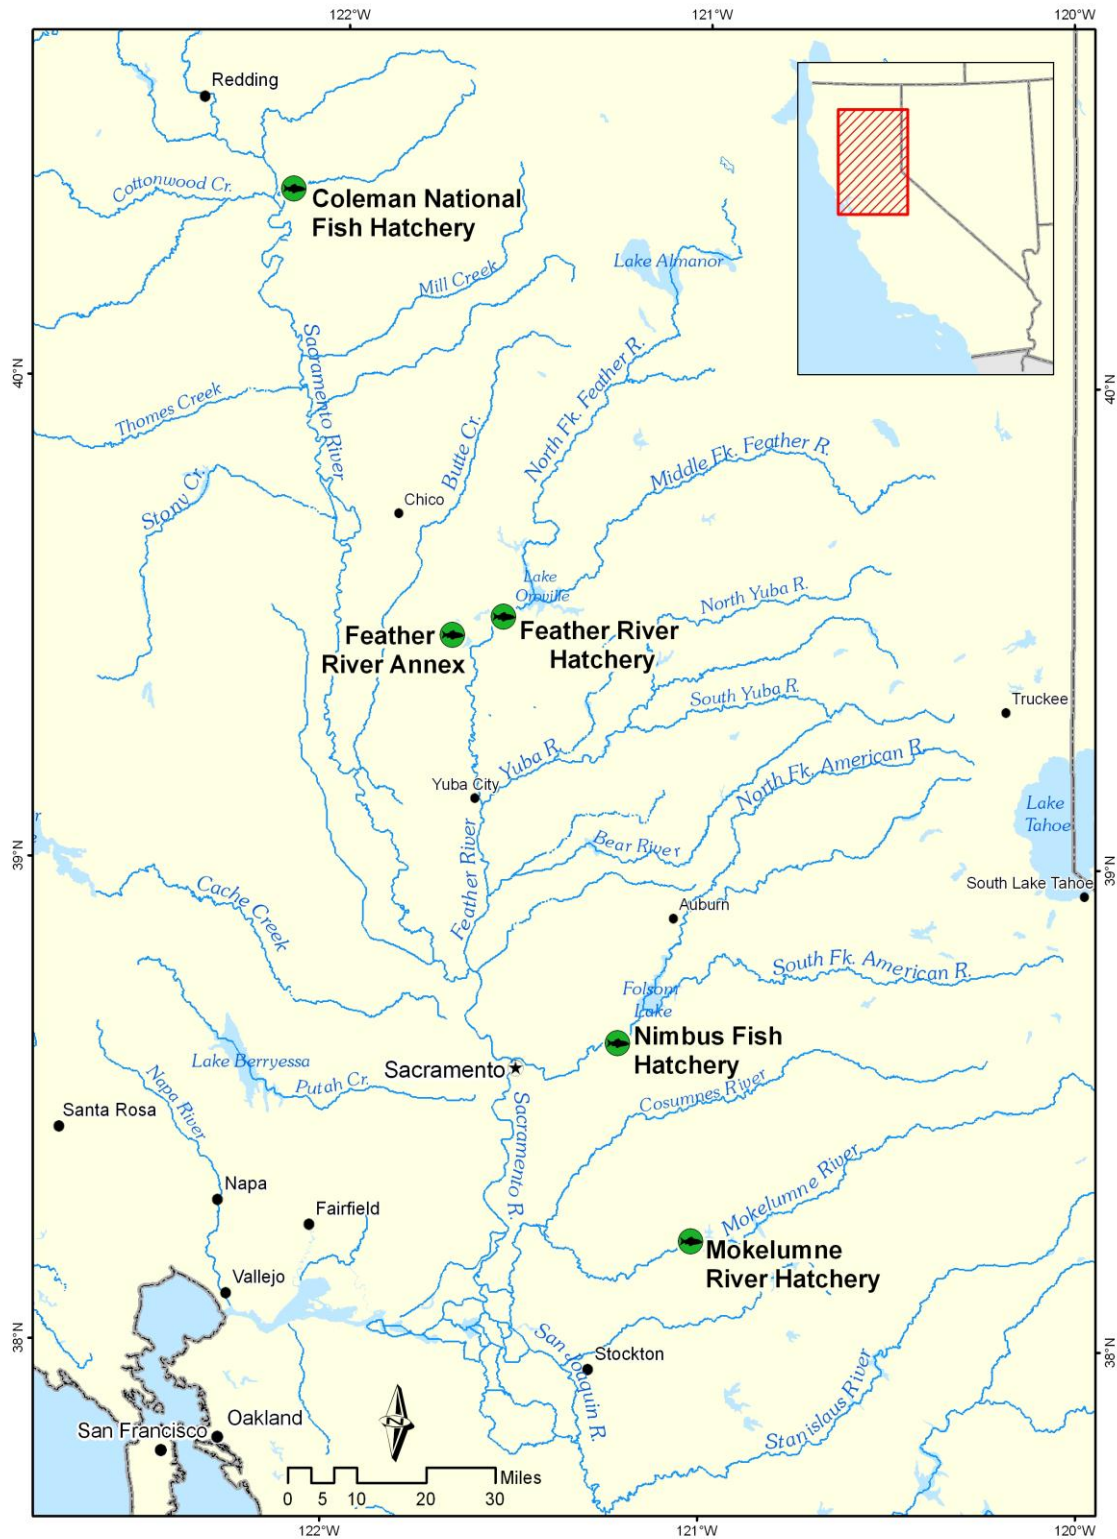 122°W
121°W
120°W
Redding
Cottonwood Cr.
Coleman National
Fish Hatchery
Lake Almanor
Mill Creek
Sacramento River
40°N
40°N
Thomes Creek
North Fk. Feather R.
Butte Cr.
Middle Fk. Feather R.
Stony Cr.
Chico
Lake
Oroville
North Yuba R.
Feather
River Annex
Feather River
Hatchery
South Yuba R.
Truckee
Yuba R.
North Fk. American R.
Yuba City
Lake
Tahoe
Feather River
Bear River
39°N
39°N
South Lake Tahoe
Cache Creek
Auburn
South Fk. American R.
Folsom
Lake
Nimbus Fish
Hatchery
Lake Berryessa
Sacramento
Putah Cr.
Napa River
Cosumnes River
Santa Rosa
Sacramento R.
Mokelumne River
Napa
Fairfield
Mokelumne
River Hatchery
Vallejo
38°N
38°N
San Joaquin R.
Stockton
Stanislaus River
Oakland
San Francisco
N
Miles
0 5 10 20 30
122°W
121°W
120°W